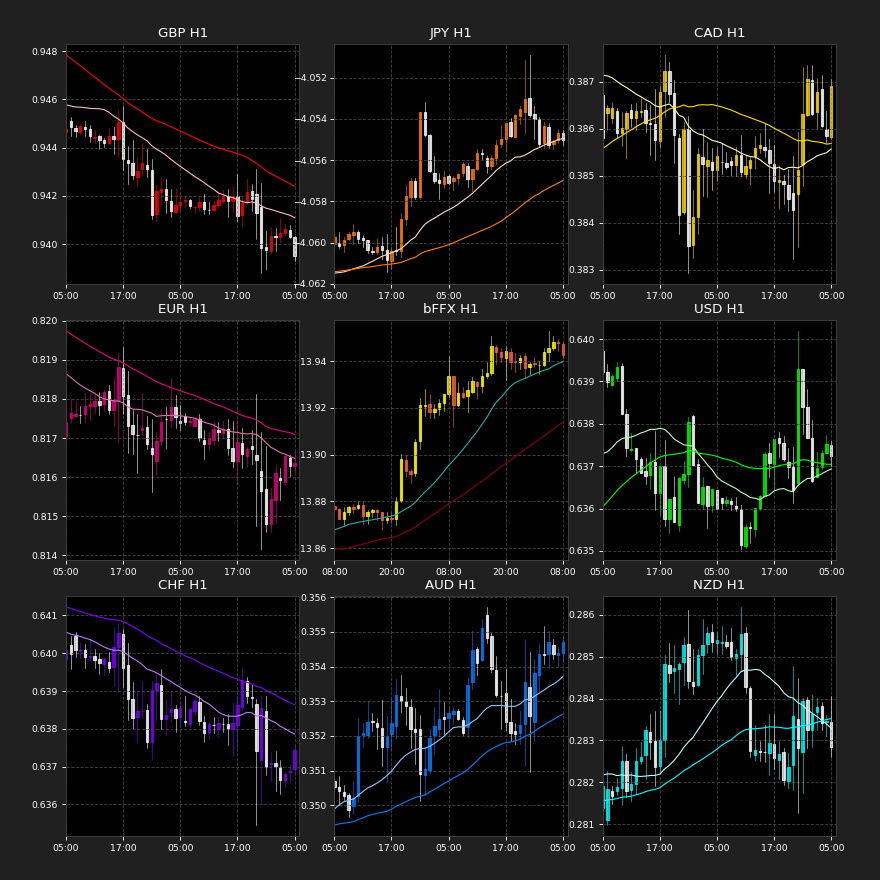 GBP H1
0.948
0.946
0.944
0.942
0.940
05:00 17:00 05:00 17:00 05:00
JPY H1
−4.052
−4.054
−4.056
−4.058
−4.060
−4.062
05:00 17:00 05:00 17:00 05:00
CAD H1
0.387
0.386
0.385
0.384
0.383
05:00 17:00 05:00 17:00 05:00
EUR H1
0.820
0.819
0.818
0.817
0.816
0.815
0.814
05:00 17:00 05:00 17:00 05:00
bFFX H1
13.94
13.92
13.90
13.88
13.86
08:00 20:00 08:00 20:00 08:00
USD H1
0.640
0.639
0.638
0.637
0.636
0.635
05:00 17:00 05:00 17:00 05:00
CHF H1
0.641
0.640
0.639
0.638
0.637
0.636
05:00 17:00 05:00 17:00 05:00
AUD H1
0.356
0.355
0.354
0.353
0.352
0.351
0.350
05:00 17:00 05:00 17:00 05:00
NZD H1
0.286
0.285
0.284
0.283
0.282
0.281
05:00 17:00 05:00 17:00 05:00